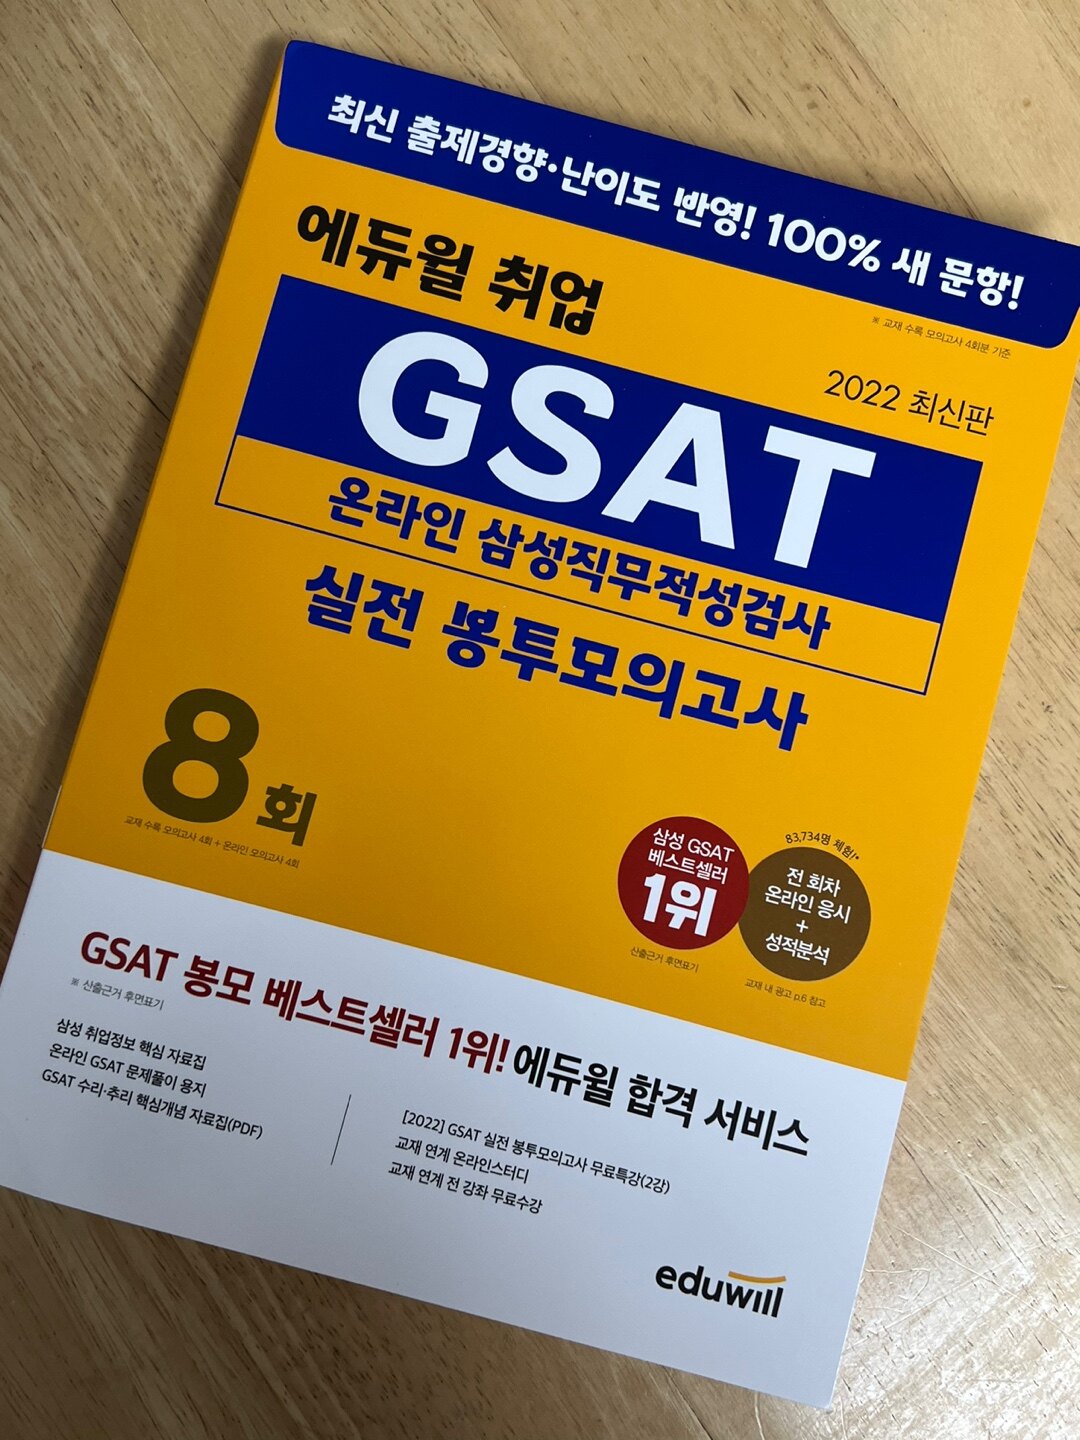 최신 출제경향·난이도 반영! 100% 새 문항!
※ 교재 수록 모의고사 4회분 기준
에듀윌 취업
2022 최신판
GSAT
온라인 삼성직무적성검사
실전 봉투모의고사
8회
교재 수록 모의고사 4회 + 온라인 모의고사 4회
삼성 GSAT
베스트셀러
1위
산출근거 후면표기
83,734명 체험!*
전 회차
온라인 응시
+
성적분석
교재 내 광고 p.6 참고
GSAT 봉모 베스트셀러 1위! 에듀윌 합격 서비스
※ 산출근거 후면표기
삼성 취업정보 핵심 자료집
온라인 GSAT 문제풀이 용지
GSAT 수리·추리 핵심개념 자료집(PDF)
[2022] GSAT 실전 봉투모의고사 무료특강(2강)
교재 연계 온라인스터디
교재 연계 전 강좌 무료수강
eduwill